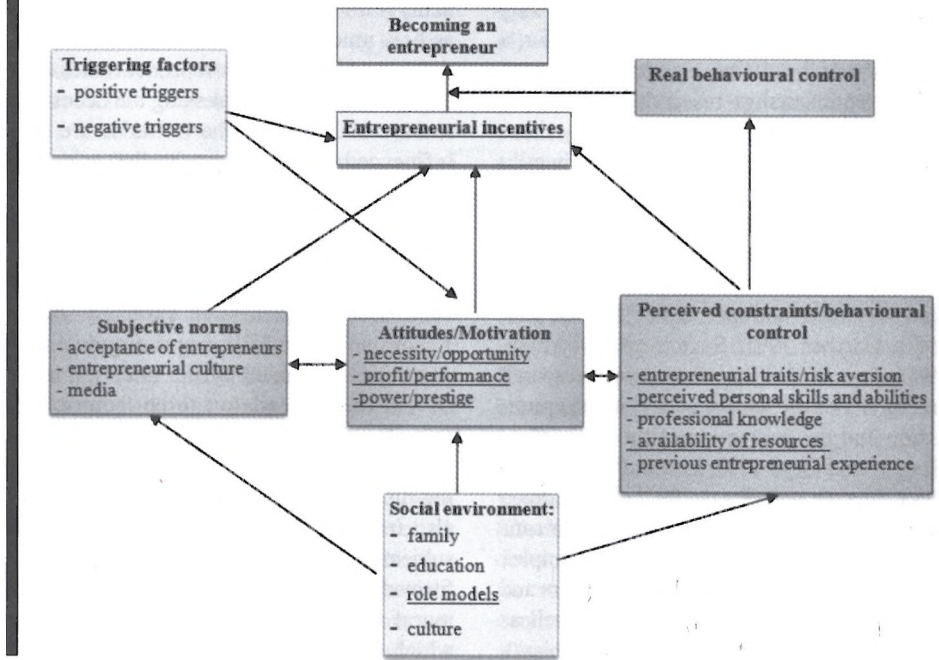 Becoming an
entrepreneur
Triggering factors
- positive triggers
- negative triggers
Real behavioural control
Entrepreneurial incentives
Subjective norms
- acceptance of entrepreneurs
- entrepreneurial culture
- media
Attitudes/Motivation
- necessity/opportunity
- profit/performance
-power/prestige
Perceived constraints/behavioural
control
- entrepreneurial traits/risk aversion
- perceived personal skills and abilities
- professional knowledge
- availability of resources
- previous entrepreneurial experience
Social environment:
- family
- education
- role models
- culture